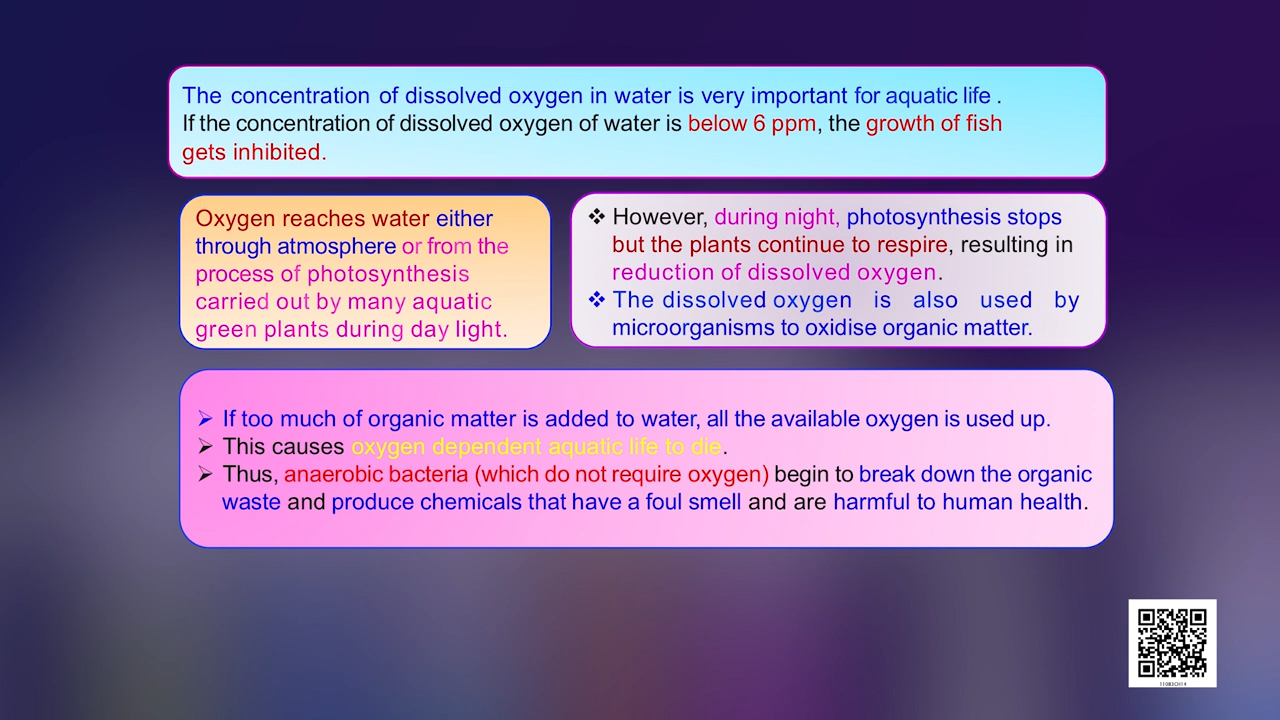 The concentration of dissolved oxygen in water is very important for aquatic life .
If the concentration of dissolved oxygen of water is below 6 ppm, the growth of fish
gets inhibited.
Oxygen reaches water either
through atmosphere or from the
process of photosynthesis
carried out by many aquatic
green plants during day light.
❖ However, during night, photosynthesis stops
but the plants continue to respire, resulting in
reduction of dissolved oxygen.
❖ The dissolved oxygen is also used by
microorganisms to oxidise organic matter.
➢ If too much of organic matter is added to water, all the available oxygen is used up.
➢ This causes oxygen dependent aquatic life to die.
➢ Thus, anaerobic bacteria (which do not require oxygen) begin to break down the organic
waste and produce chemicals that have a foul smell and are harmful to human health.
11083CH14